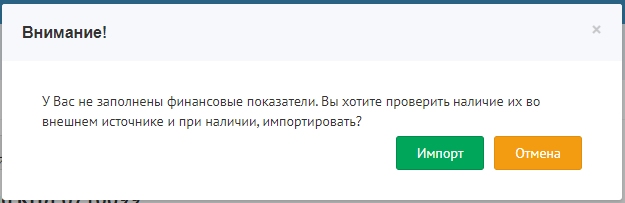 Внимание!
×
У Вас не заполнены финансовые показатели. Вы хотите проверить наличие их во
внешнем источнике и при наличии, импортировать?
Импорт
Отмена